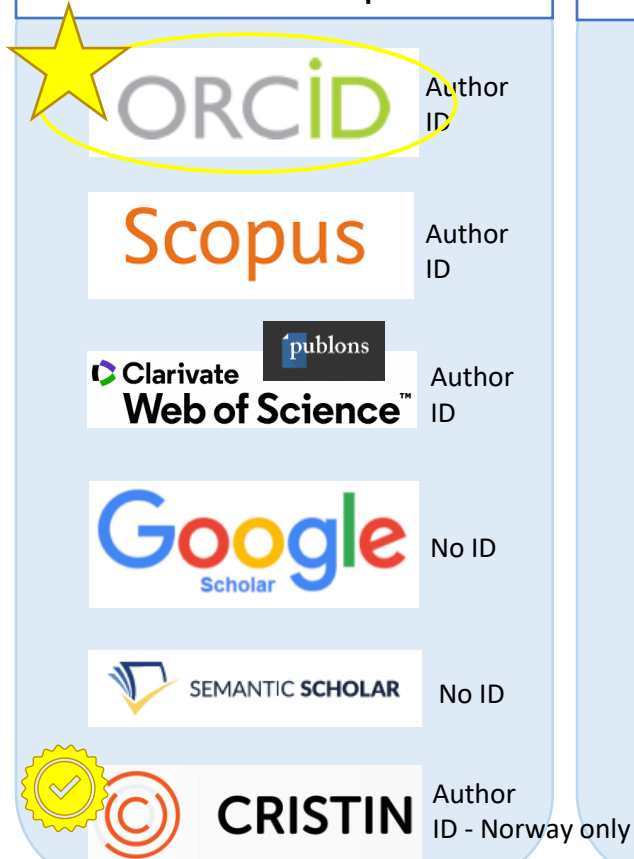 ORCID
Author
ID
Scopus
Author
ID
publons
Clarivate
Web of Science™
Author
ID
Google
Scholar
No ID
SEMANTIC SCHOLAR
No ID
CRISTIN
Author
ID - Norway only